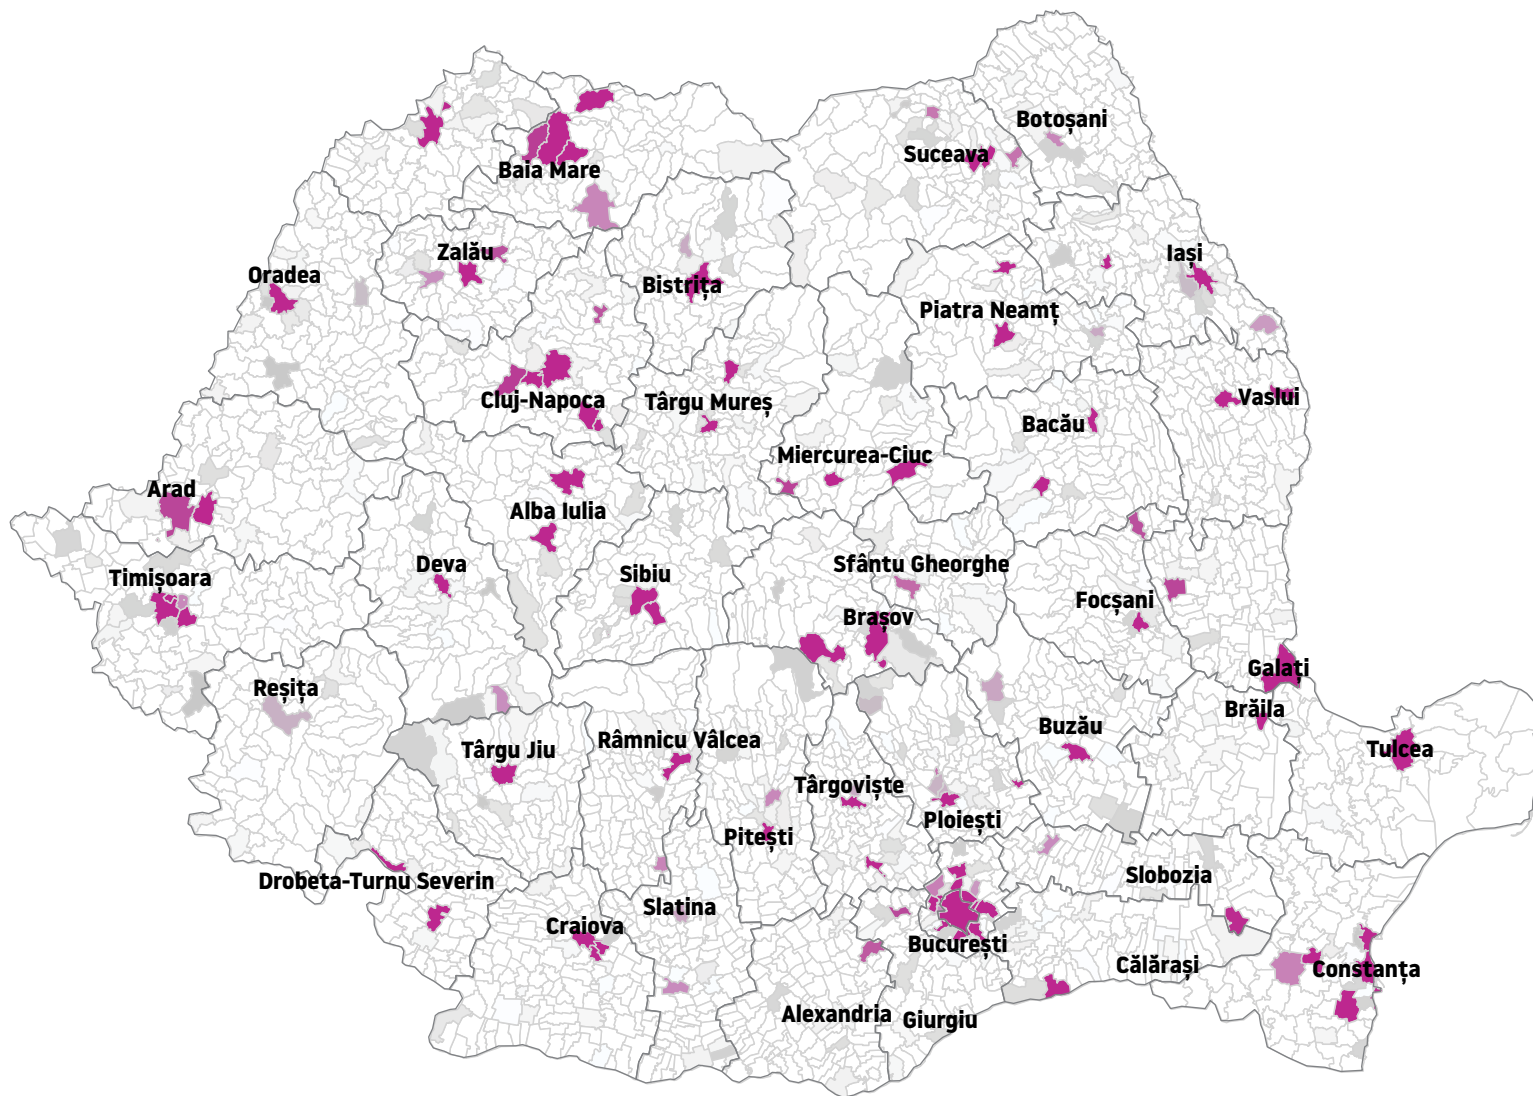 Botoșani
Suceava
Baia Mare
Zalău
Iași
Oradea
Bistrița
Piatra Neamț
Vaslui
Cluj-Napoca
Târgu Mureș
Bacău
Miercurea-Ciuc
Arad
Alba Iulia
Deva
Sfântu Gheorghe
Sibiu
Timișoara
Focșani
Brașov
Galați
Reșița
Brăila
Buzău
Râmnicu Vâlcea
Târgu Jiu
Tulcea
Târgoviște
Ploiești
Pitești
Slobozia
Drobeta-Turnu Severin
Slatina
Craiova
București
Călărași
Constanța
Alexandria
Giurgiu